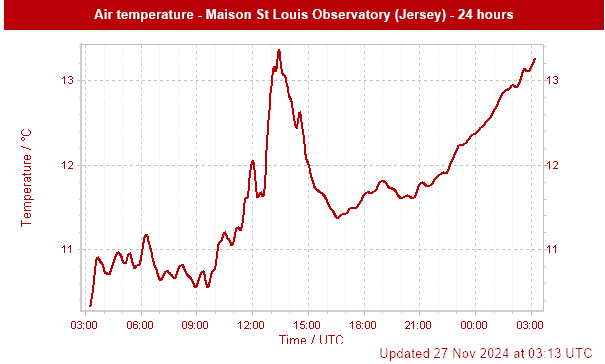 Air temperature - Maison St Louis Observatory (Jersey) - 24 hours
Temperature / °C
13 13
12 12
11 11
03:00 06:00 09:00 12:00 15:00 18:00 21:00 00:00 03:00
Time / UTC
Updated 27 Nov 2024 at 03:13 UTC